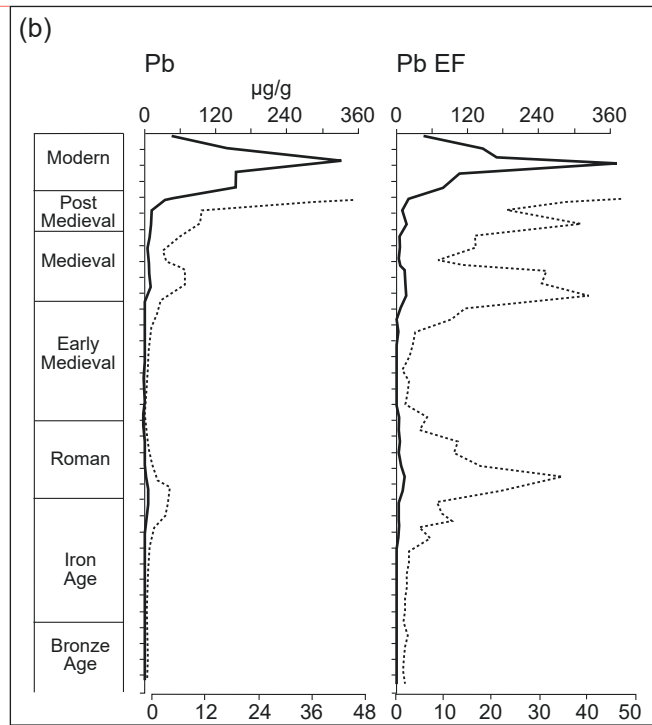 (b)
Pb
Pb EF
µg/g
0 120 240 360
0 120 240 360
Modern
Post
Medieval
Medieval
Early
Medieval
Roman
Iron
Age
Bronze
Age
0 12 24 36 48
0 10 20 30 40 50